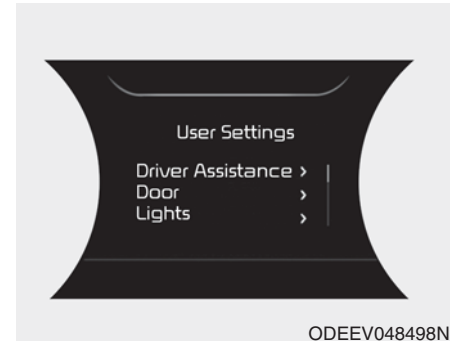 User Settings
Driver Assistance >
Door >
Lights >
ODEEV048498N